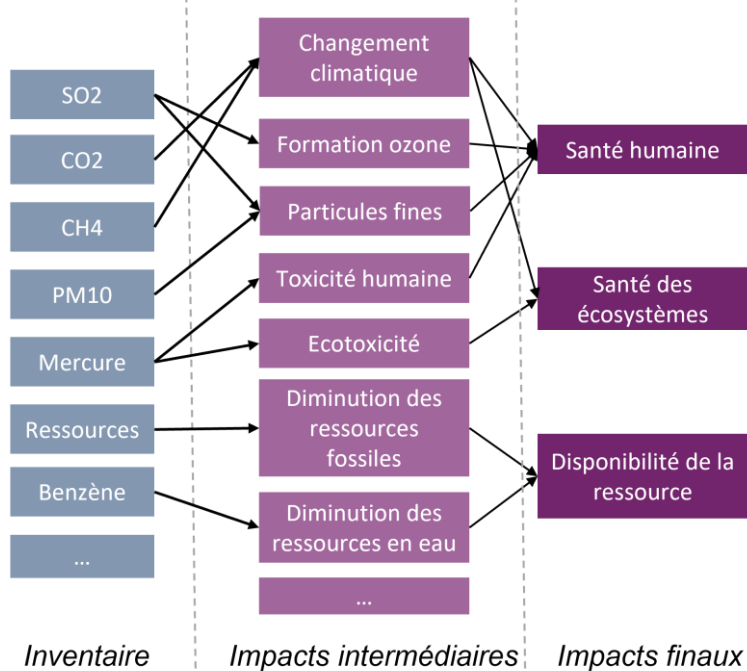 SO2
CO2
CH4
PM10
Mercure
Ressources
Benzène
...
Inventaire
Changement
climatique
Formation ozone
Particules fines
Toxicité humaine
Ecotoxicité
Diminution des
ressources
fossiles
Diminution des
ressources en eau
...
Impacts intermédiaires
Santé humaine
Santé des
écosystèmes
Disponibilité de la
ressource
Impacts finaux